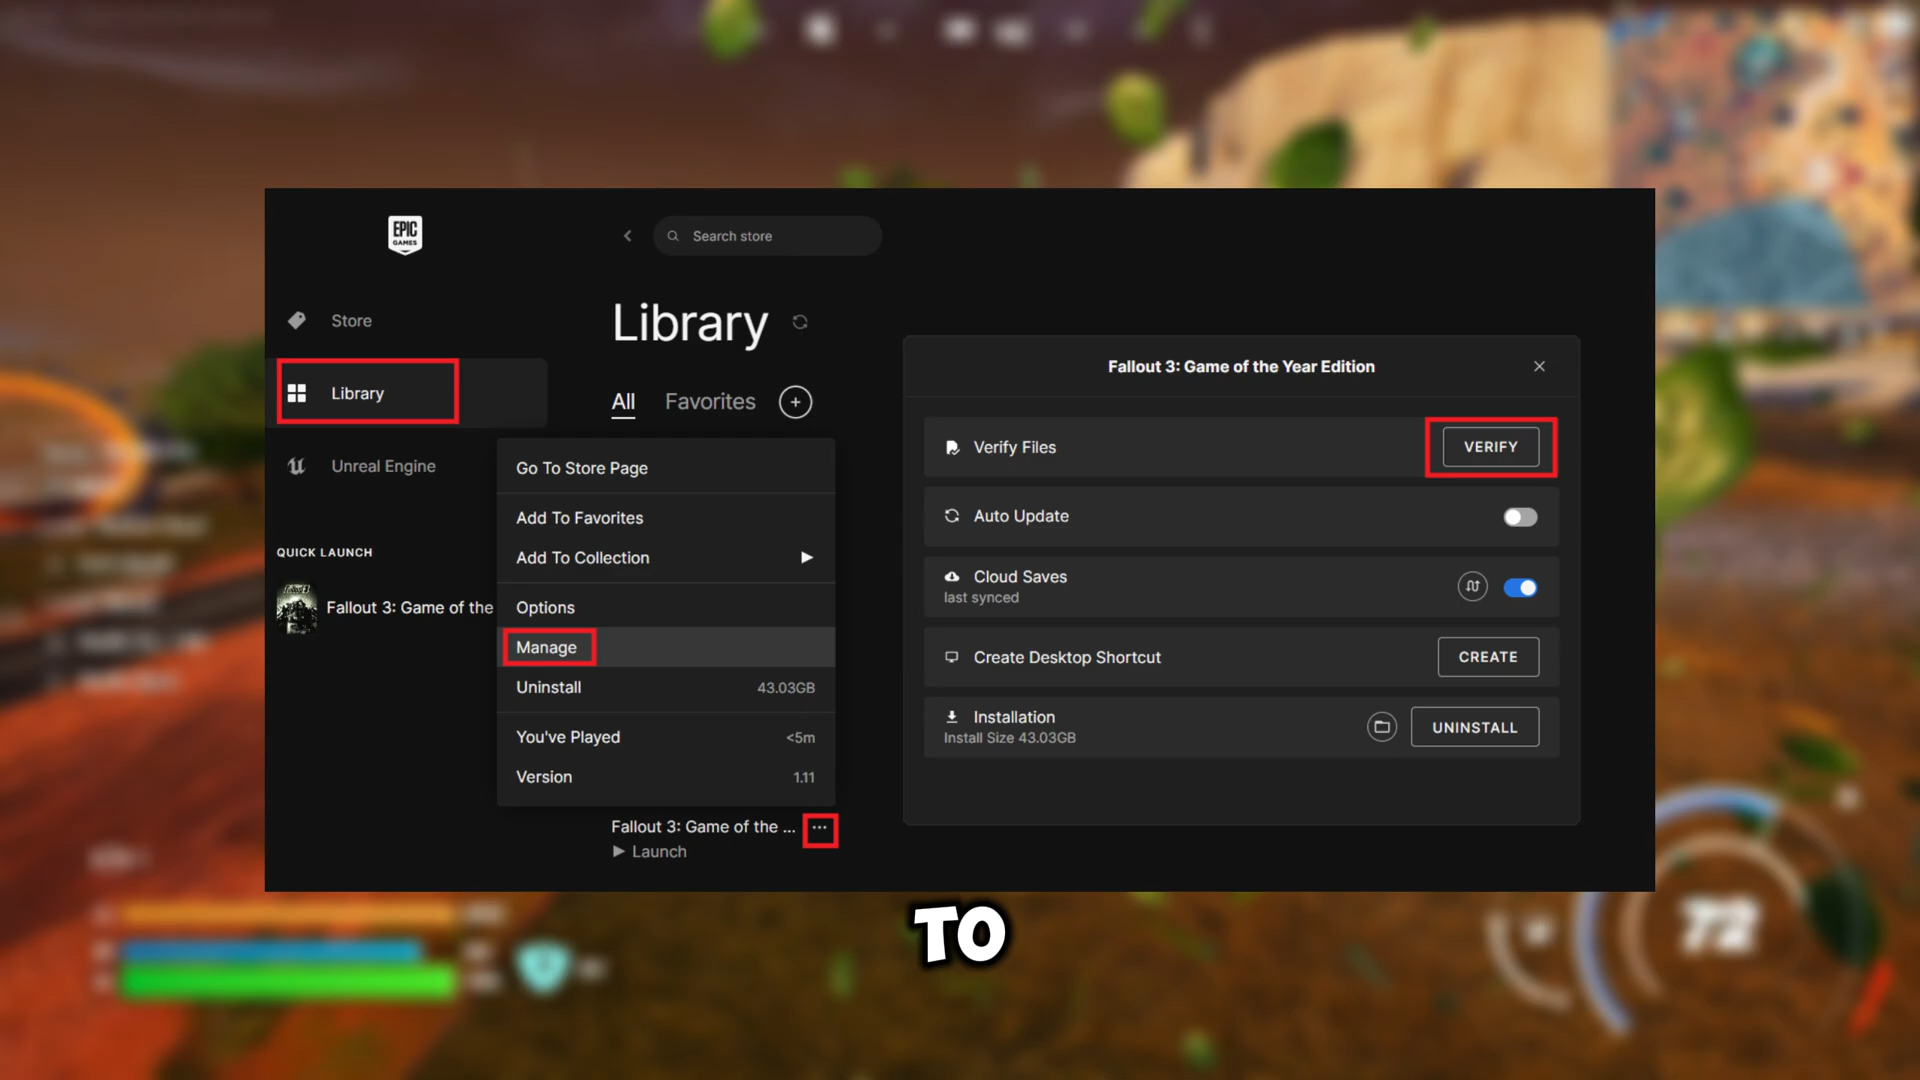 EPIC
GAMES
Search store
Store
Library
Unreal Engine
QUICK LAUNCH
Fallout 3: Game of the
Library
All Favorites
Go To Store Page
Add To Favorites
Add To Collection
Options
Manage
Uninstall 43.03GB
You've Played <5m
Version 1.11
Fallout 3: Game of the ...
Launch
Fallout 3: Game of the Year Edition
Verify Files VERIFY
Auto Update
Cloud Saves
last synced
Create Desktop Shortcut CREATE
Installation
Install Size 43.03GB
UNINSTALL
TO
72